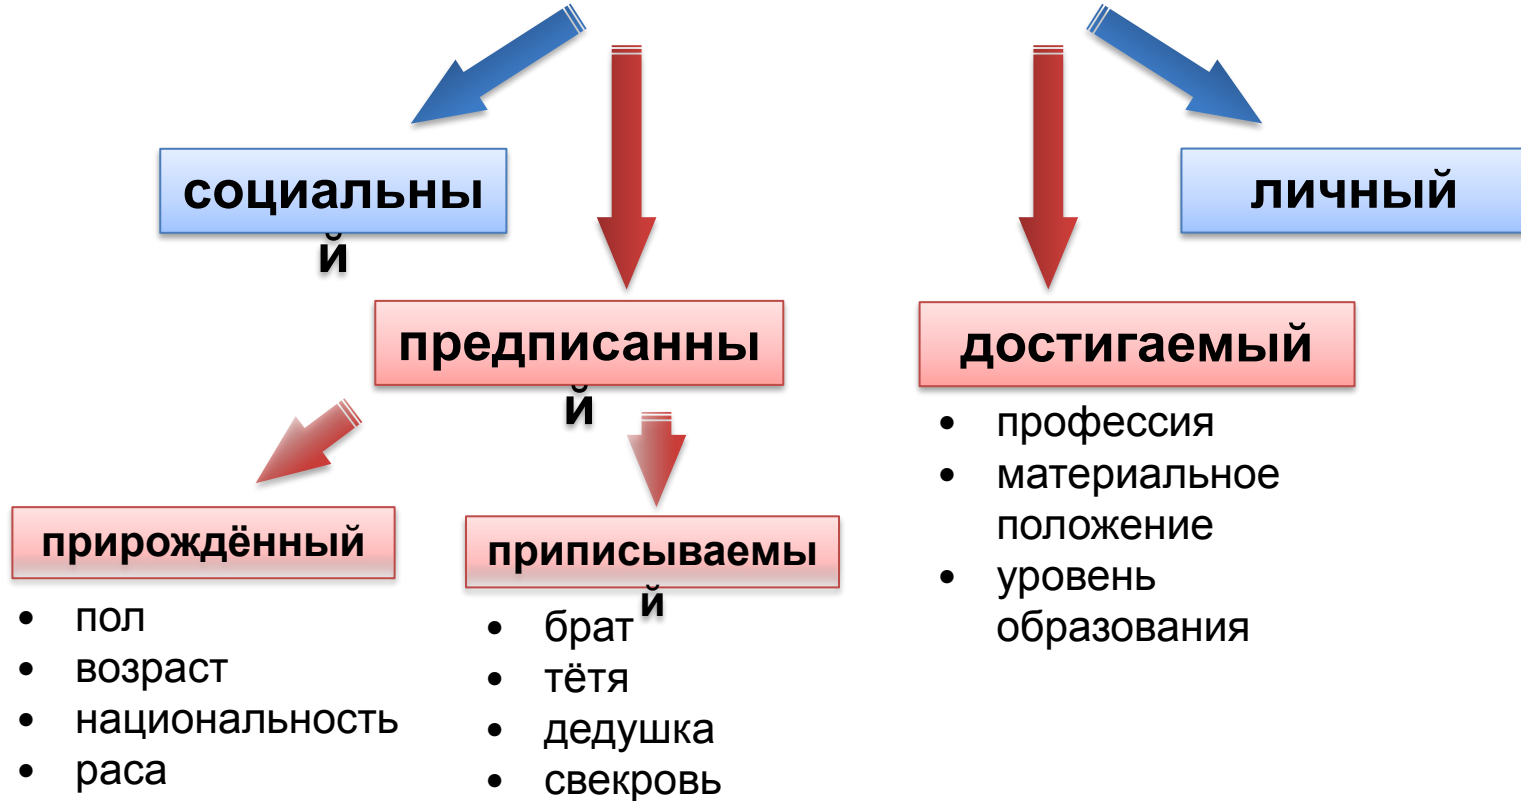 социальны
й
личный
предписанны
й
достигаемый
• профессия
• материальное
положение
• уровень
образования
прирождённый
• пол
• возраст
• национальность
• раса
приписываемы
й
• брат
• тётя
• дедушка
• свекровь